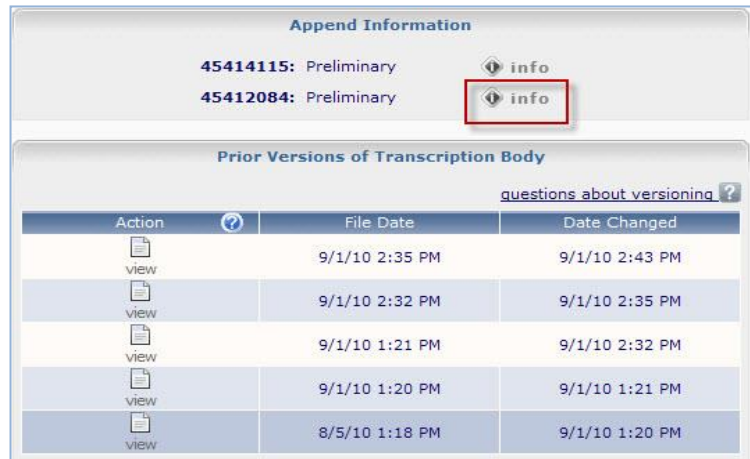 Append Information
45414115: Preliminary info
45412084: Preliminary info
Prior Versions of Transcription Body
questions about versioning ?
Action ? File Date Date Changed
view 9/1/10 2:35 PM 9/1/10 2:43 PM
view 9/1/10 2:32 PM 9/1/10 2:35 PM
view 9/1/10 1:21 PM 9/1/10 2:32 PM
view 9/1/10 1:20 PM 9/1/10 1:21 PM
view 8/5/10 1:18 PM 9/1/10 1:20 PM